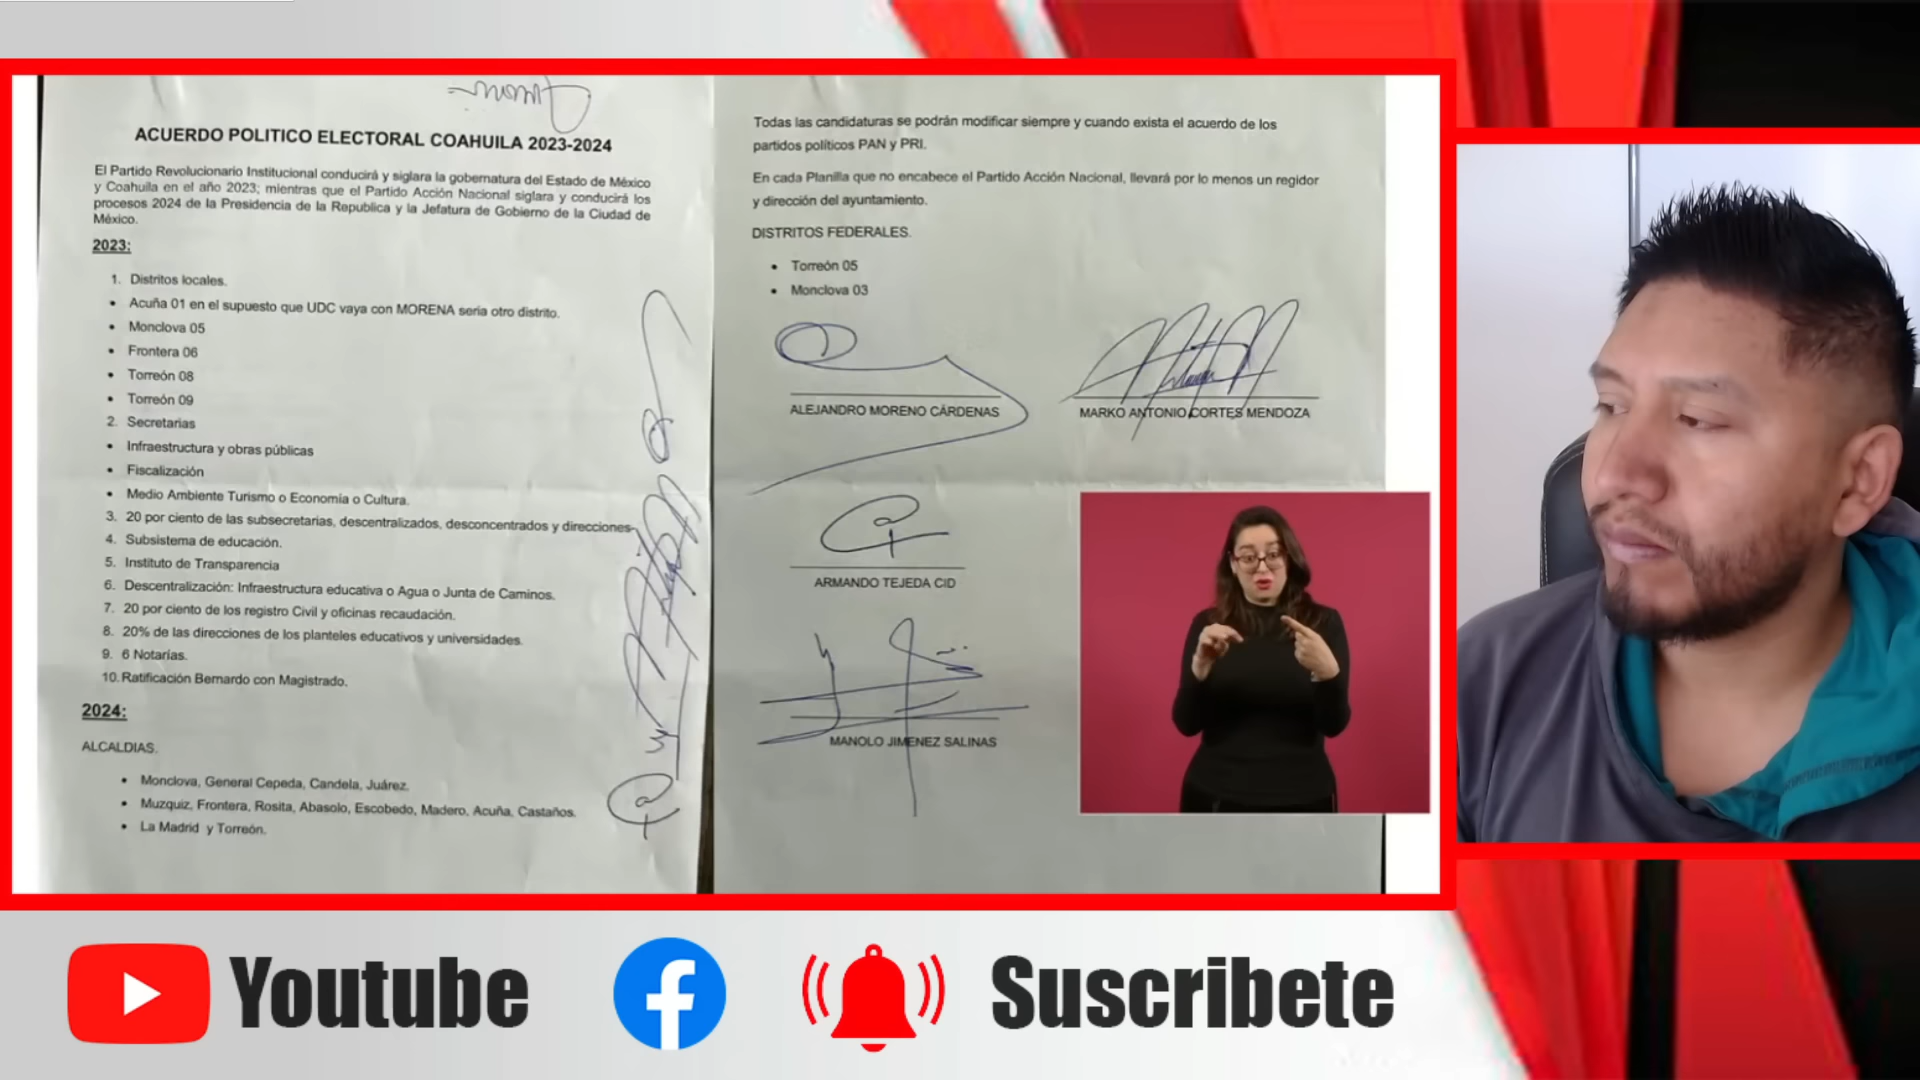 ACUERDO POLITICO ELECTORAL COAHUILA 2023-2024
El Partido Revolucionario Institucional conducirá y siglara la gobernatura del Estado de México
y Coahuila en el año 2023; mientras que el Partido Acción Nacional siglara y conducirá los
procesos 2024 de la Presidencia de la Republica y la Jefatura de Gobierno de la Ciudad de
México.
2023:
1. Distritos locales.
• Acuña 01 en el supuesto que UDC vaya con MORENA seria otro distrito.
• Monclova 05
• Frontera 06
• Torreón 08
• Torreón 09
2. Secretarias
• Infraestructura y obras públicas
• Fiscalización
• Medio Ambiente Turismo o Economia o Cultura.
3. 20 por ciento de las subsecretarias, descentralizados, desconcentrados y direcciones
4. Subsistema de educación.
5. Instituto de Transparencia
6. Descentralización: Infraestructura educativa o Agua o Junta de Caminos.
7. 20 por ciento de los registro Civil y oficinas recaudación.
8. 20% de las direcciones de los planteles educativos y universidades.
9. 6 Notarías.
10. Ratificación Bernardo con Magistrado.
2024:
ALCALDIAS.
• Monclova, General Cepeda, Candela, Juárez.
• Muzquiz, Frontera, Rosita, Abasolo, Escobedo, Madero, Acuña, Castaños.
• La Madrid y Torreón.
Todas las candidaturas se podrán modificar siempre y cuando exista el acuerdo de los
partidos políticos PAN y PRI.
En cada Planilla que no encabece el Partido Acción Nacional, llevará por lo menos un regidor
y dirección del ayuntamiento.
DISTRITOS FEDERALES.
• Torreón 05
• Monclova 03
ALEJANDRO MORENO CÁRDENAS
MARKO ANTONIO CORTES MENDOZA
ARMANDO TEJEDA CID
MANOLO JIMENEZ SALINAS
Youtube
Suscribete